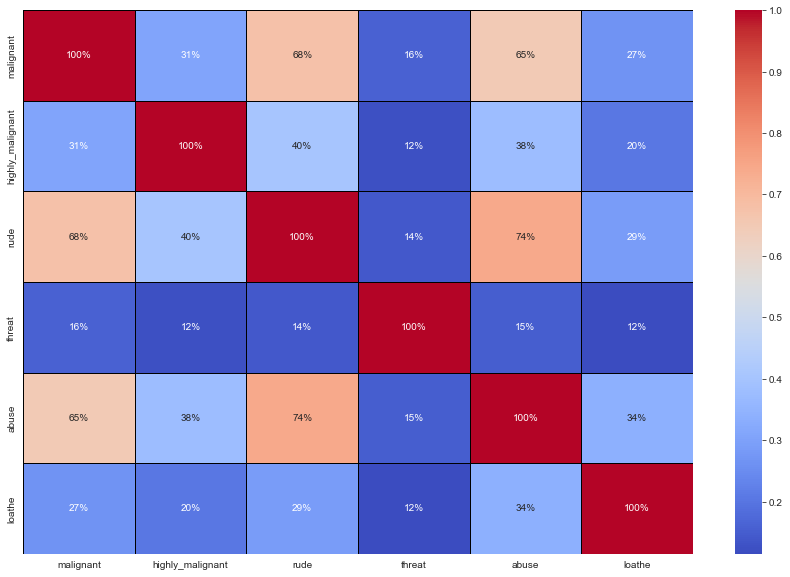 malignant 100% 31% 68% 16% 65% 27%
highly_malignant 31% 100% 40% 12% 38% 20%
rude 68% 40% 100% 14% 74% 29%
threat 16% 12% 14% 100% 15% 12%
abuse 65% 38% 74% 15% 100% 34%
loathe 27% 20% 29% 12% 34% 100%
malignant highly_malignant rude threat abuse loathe
1.0
0.9
0.8
0.7
0.6
0.5
0.4
0.3
0.2